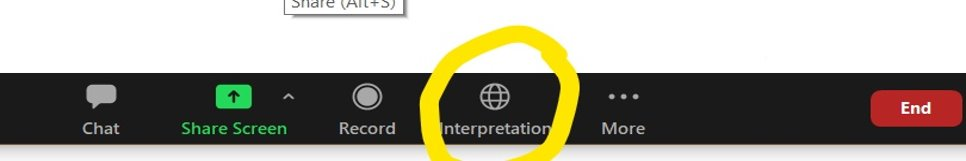 Share (Alt+S)
Chat
Share Screen
Record
Interpretation
More
End